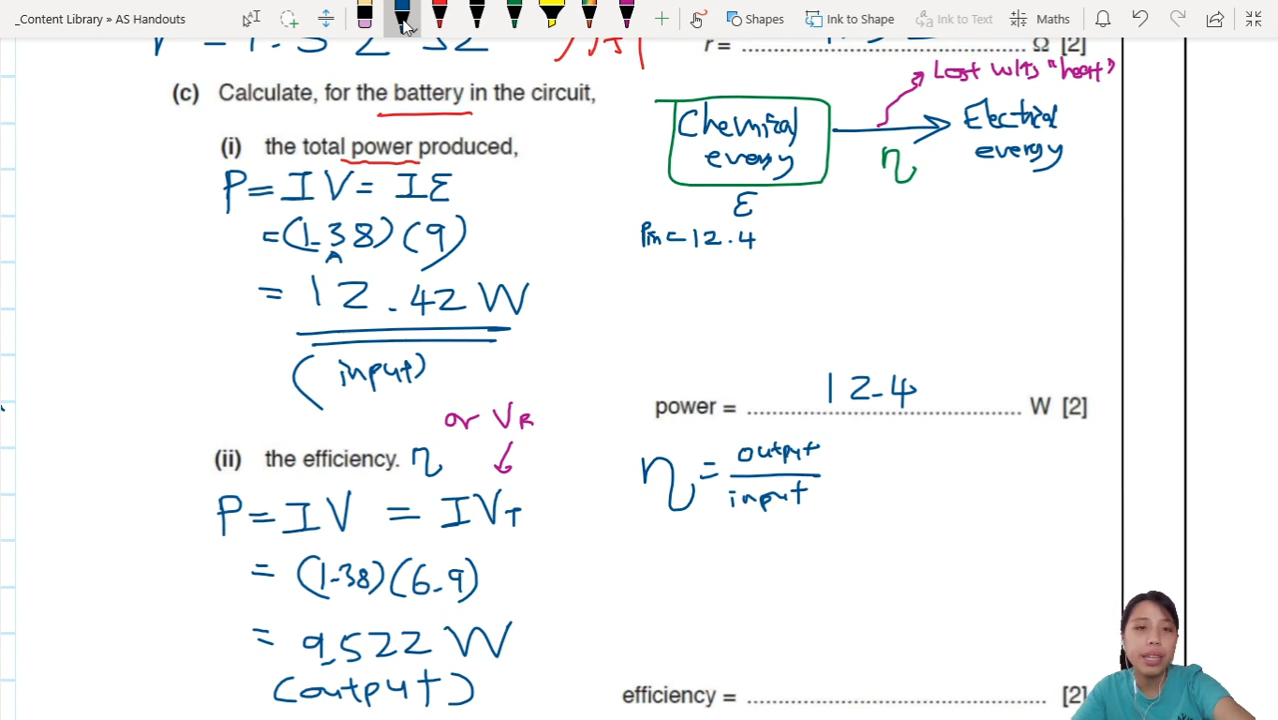 _Content Library » AS Handouts
Shapes
Ink to Shape
Ink to Text
Maths
r = Ω [2]
Lost volts "heat"
(c) Calculate, for the battery in the circuit,
Chemical energy
Electrical energy
η
ε
Pin = 12.4
(i) the total power produced,
P = IV = Iε
= (1.38)(9)
A
= 12.42 W
(input)
power = 12.4 W [2]
or VR
(ii) the efficiency. η
η = output / input
P = IV = IVT
= (1.38)(6.9)
= 9.522 W
(output)
efficiency = [2]